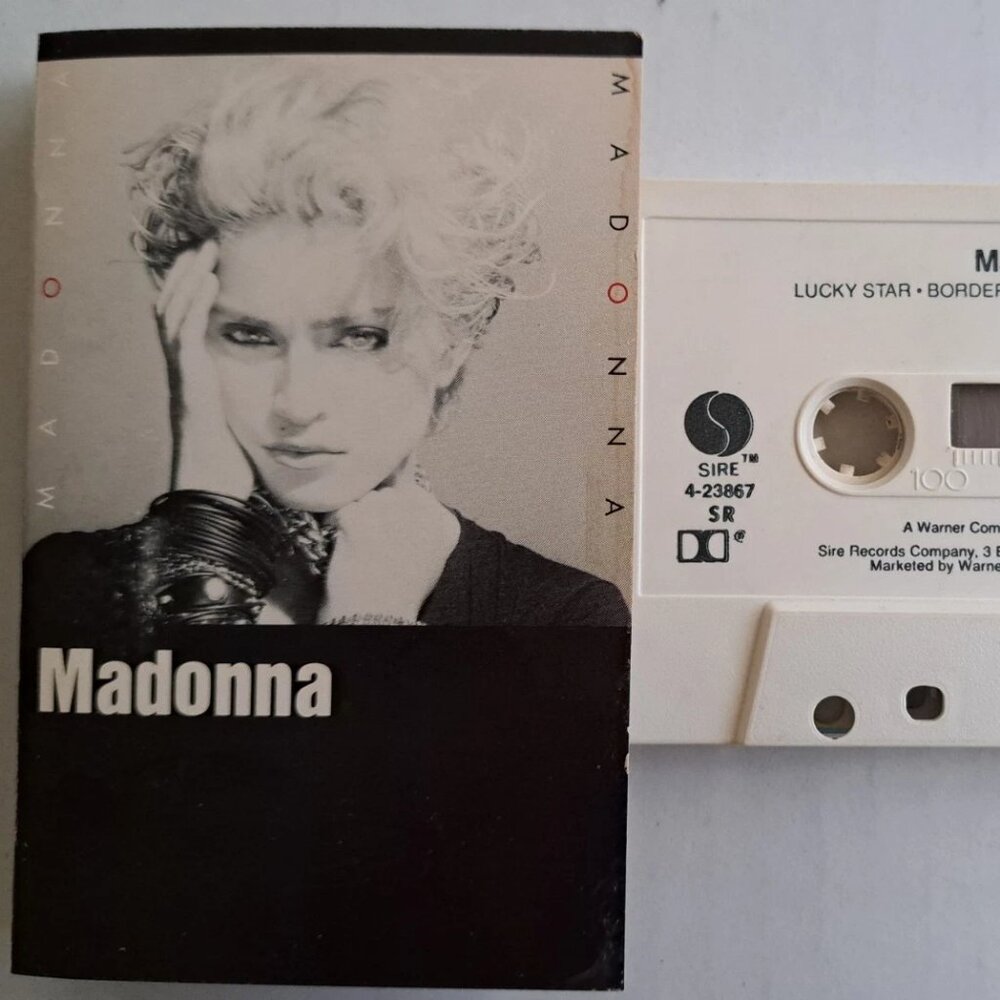 MADONNA
MADONNA
Madonna
M
LUCKY STAR • BORDER
SIRE™
4-23867
SR
100
A Warner Com
Sire Records Company, 3 E
Marketed by Warne